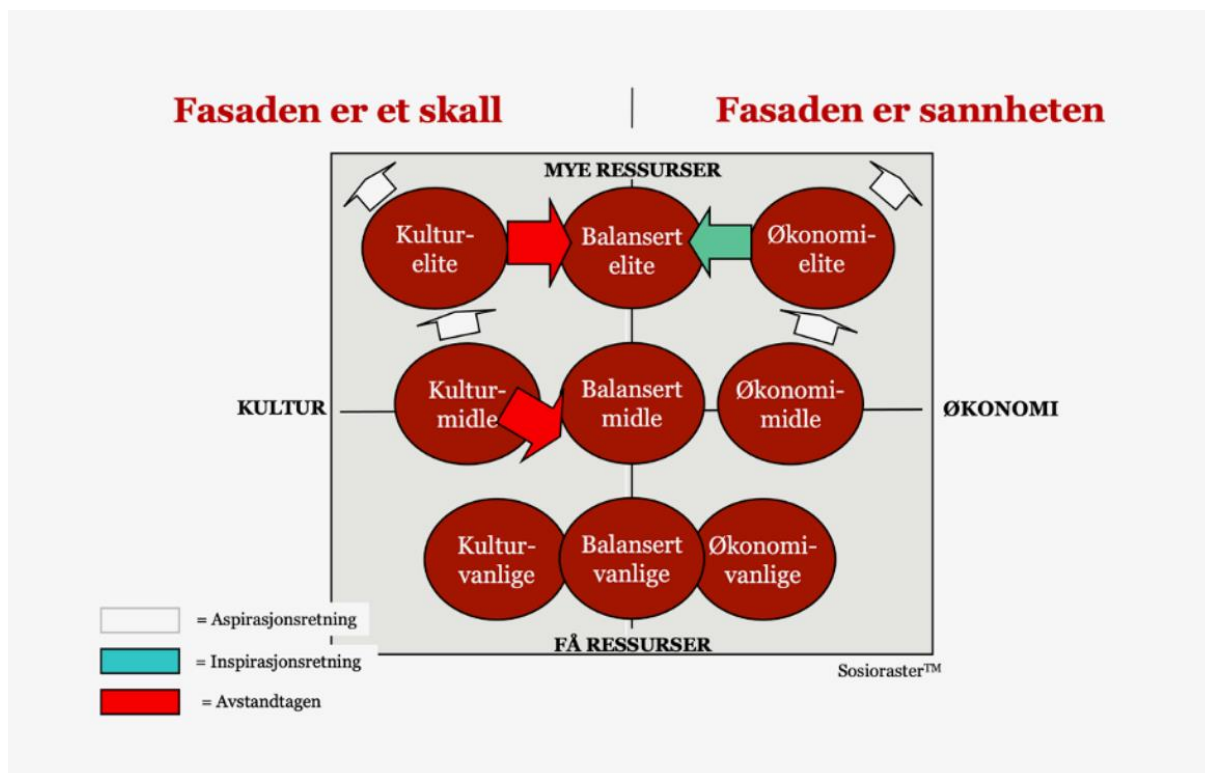 Fasaden er et skall
Fasaden er sannheten
MYE RESSURSER
Kultur-
elite
Balansert
elite
Økonomi-
elite
KULTUR
Kultur-
midle
Balansert
midle
Økonomi-
midle
ØKONOMI
Kultur-
vanlige
Balansert
vanlige
Økonomi-
vanlige
FÅ RESSURSER
Sosioraster™
= Aspirasjonsretning
= Inspirasjonsretning
= Avstandtagen